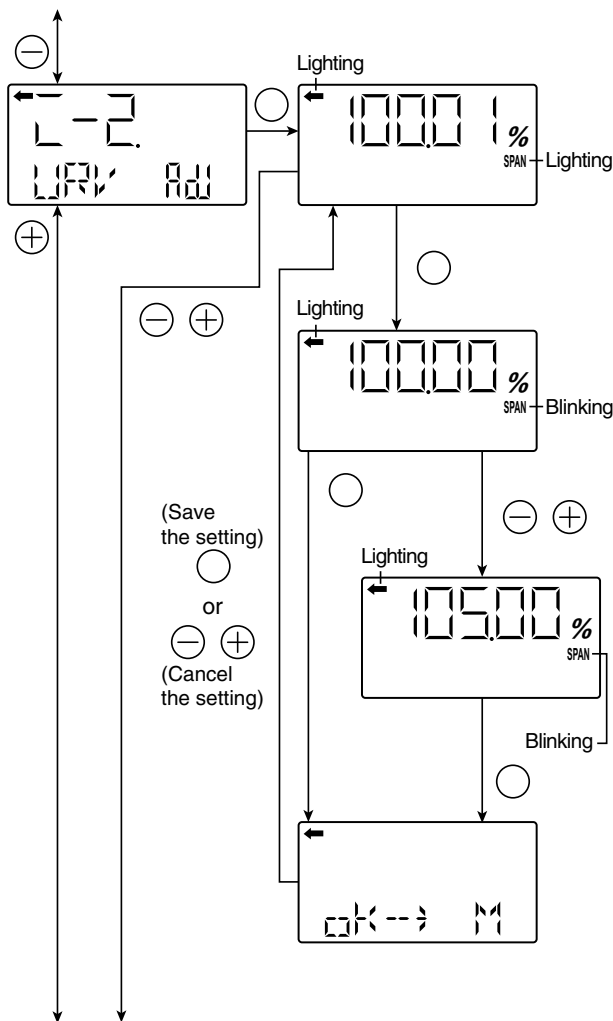 Lighting
C-2.
URV AdJ
100.01 %
SPAN Lighting
Lighting
100.00 %
SPAN Blinking
(Save
the setting)
or
(Cancel
the setting)
Lighting
105.00 %
SPAN
Blinking
oK--> M